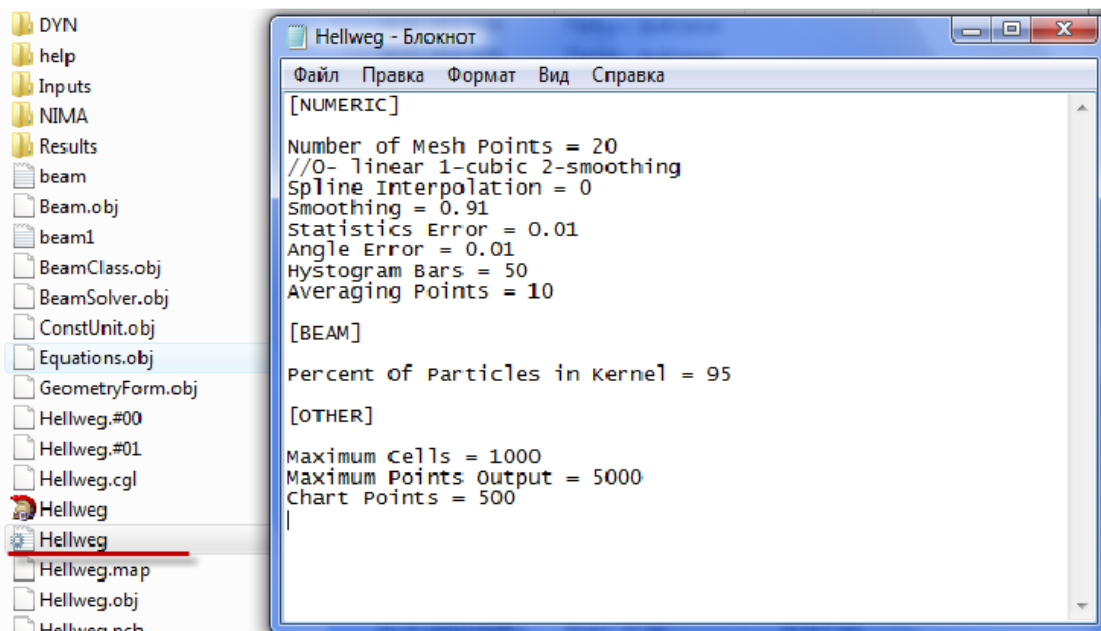 DYN
help
Inputs
NIMA
Results
beam
Beam.obj
beam1
BeamClass.obj
BeamSolver.obj
ConstUnit.obj
Equations.obj
GeometryForm.obj
Hellweg.#00
Hellweg.#01
Hellweg.cgl
Hellweg
Hellweg
Hellweg.map
Hellweg.obj
Hellweg.pch
Hellweg - Блокнот
Файл Правка Формат Вид Справка
[NUMERIC]
Number of Mesh Points = 20
//0- linear 1-cubic 2-smoothing
Spline Interpolation = 0
Smoothing = 0.91
Statistics Error = 0.01
Angle Error = 0.01
Hystogram Bars = 50
Averaging Points = 10
[BEAM]
Percent Of Particles in Kernel = 95
[OTHER]
Maximum Cells = 1000
Maximum Points Output = 5000
Chart Points = 500